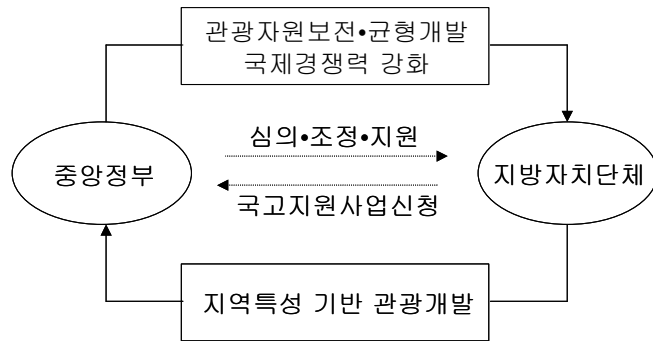 관광자원보전•균형개발
국제경쟁력 강화
심의•조정•지원
중앙정부
지방자치단체
국고지원사업신청
지역특성 기반 관광개발